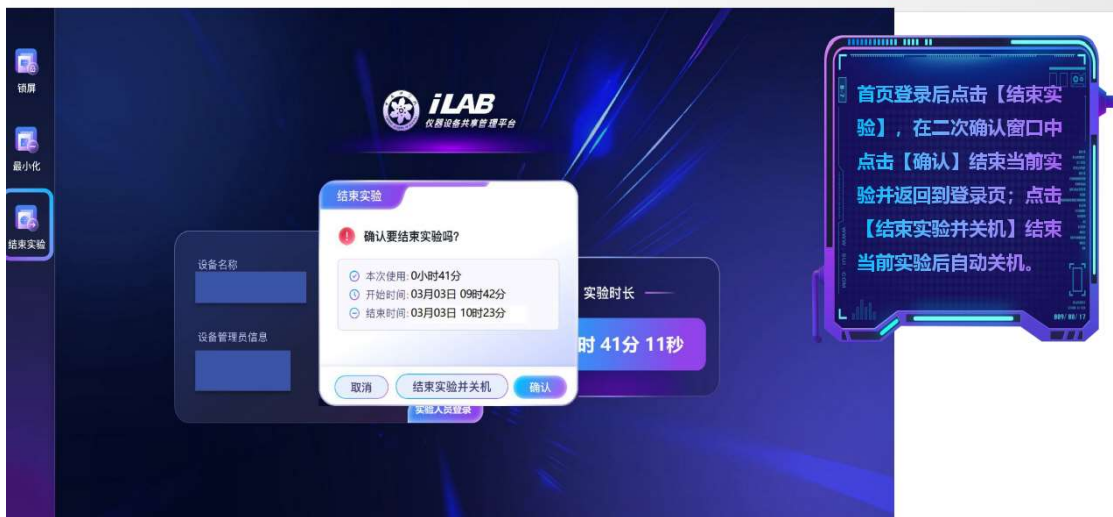 锁屏
最小化
结束实验
iLAB
仪器设备共享管理平台
设备名称
设备管理员信息
结束实验
确认要结束实验吗?
本次使用:0小时41分
开始时间:03月03日 09时42分
结束时间:03月03日 10时23分
取消
结束实验并关机
确认
实验人员登录
实验时长
时 41分 11秒
首页登录后点击【结束实
验】，在二次确认窗口中
点击【确认】结束当前实
验并返回到登录页；点击
【结束实验并关机】结束
当前实验后自动关机。